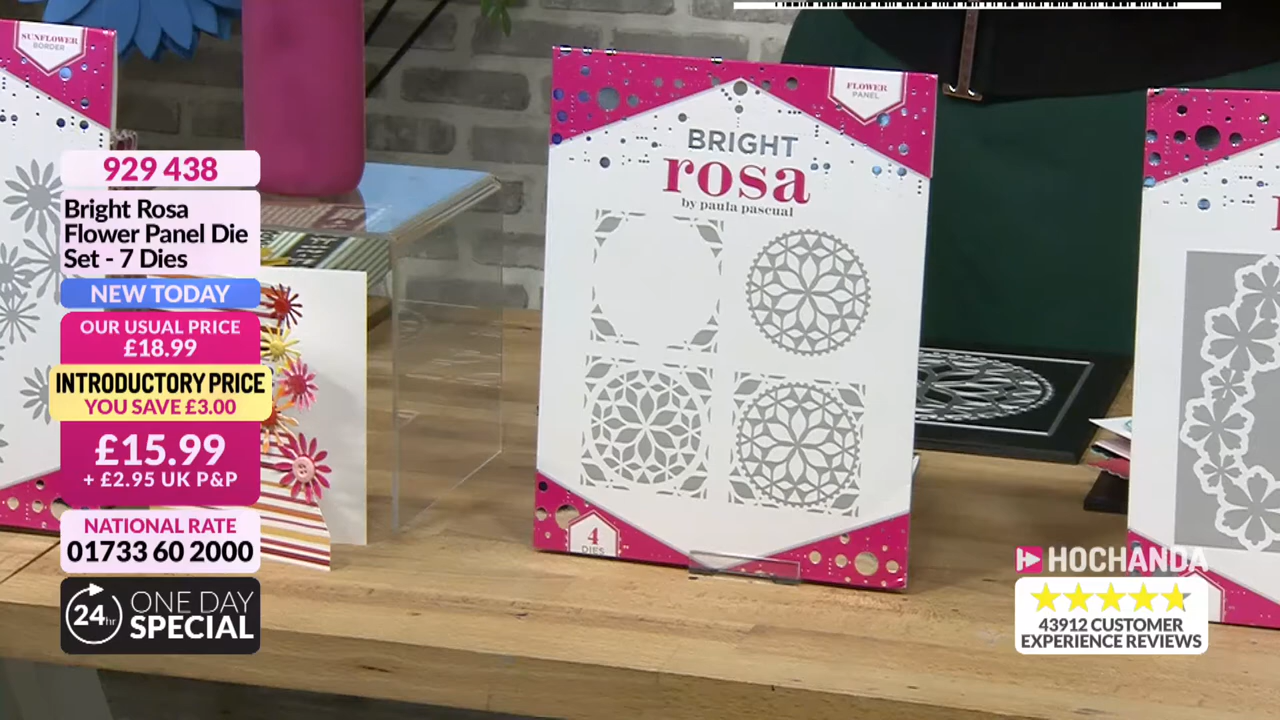 929 438
Bright Rosa
Flower Panel Die
Set - 7 Dies
NEW TODAY
OUR USUAL PRICE
£18.99
INTRODUCTORY PRICE
YOU SAVE £3.00
£15.99
+ £2.95 UK P&P
NATIONAL RATE
01733 60 2000
24hr
ONE DAY
SPECIAL
SUNFLOWER
BORDER
FLOWER
PANEL
BRIGHT
rosa
by paula pascual
4
DIES
HOCHANDA
43912 CUSTOMER
EXPERIENCE REVIEWS